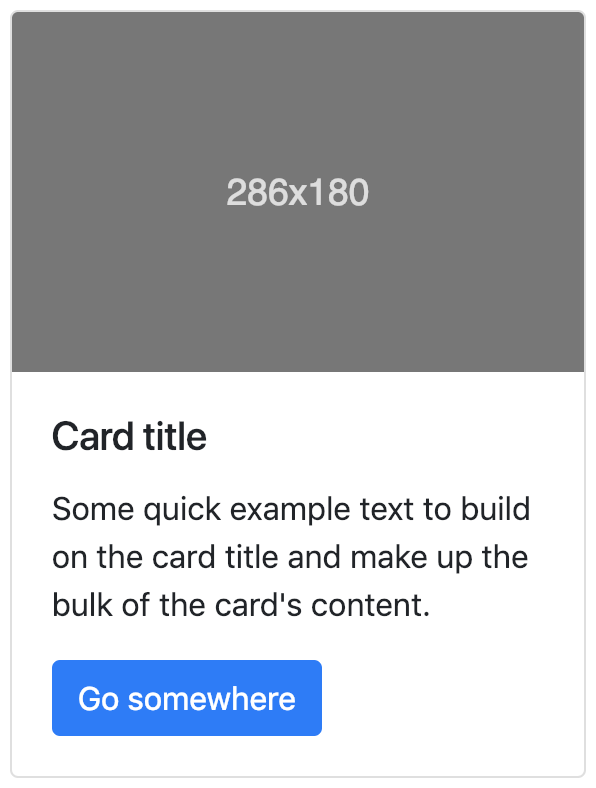 286x180
Card title
Some quick example text to build
on the card title and make up the
bulk of the card's content.
Go somewhere